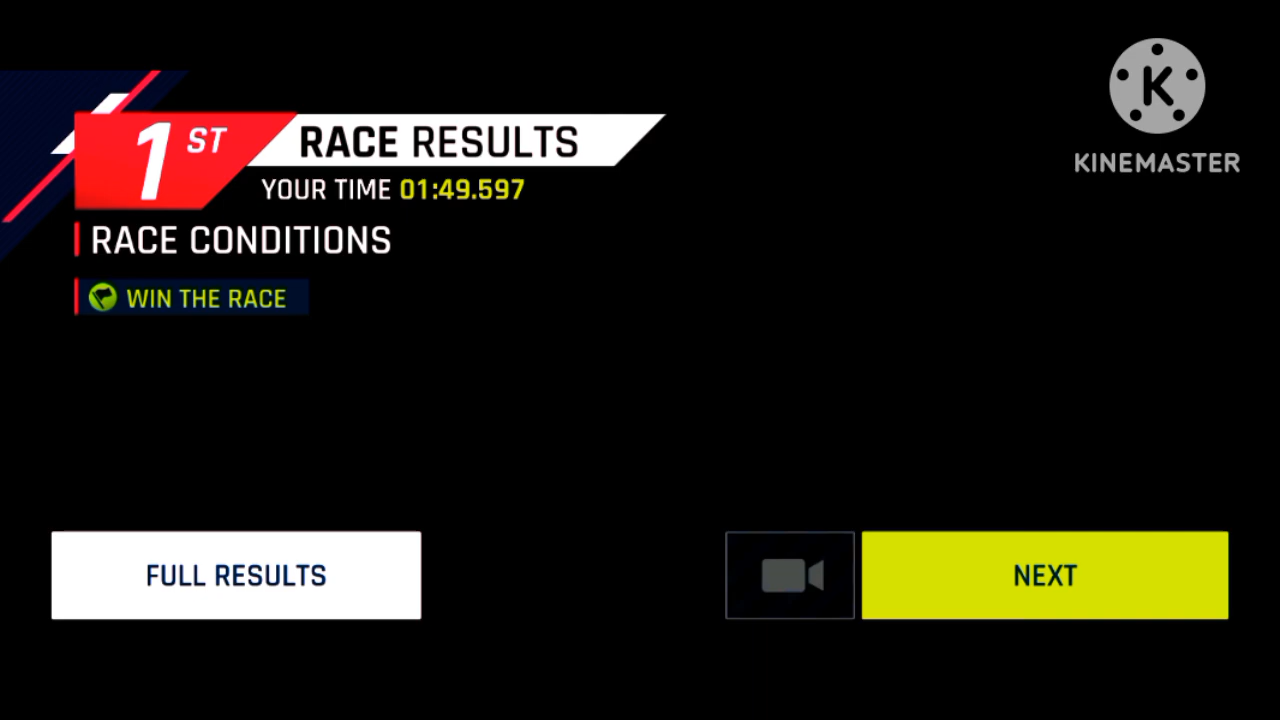 K
KINEMASTER
1ST RACE RESULTS
YOUR TIME 01:49.597
RACE CONDITIONS
WIN THE RACE
FULL RESULTS
NEXT